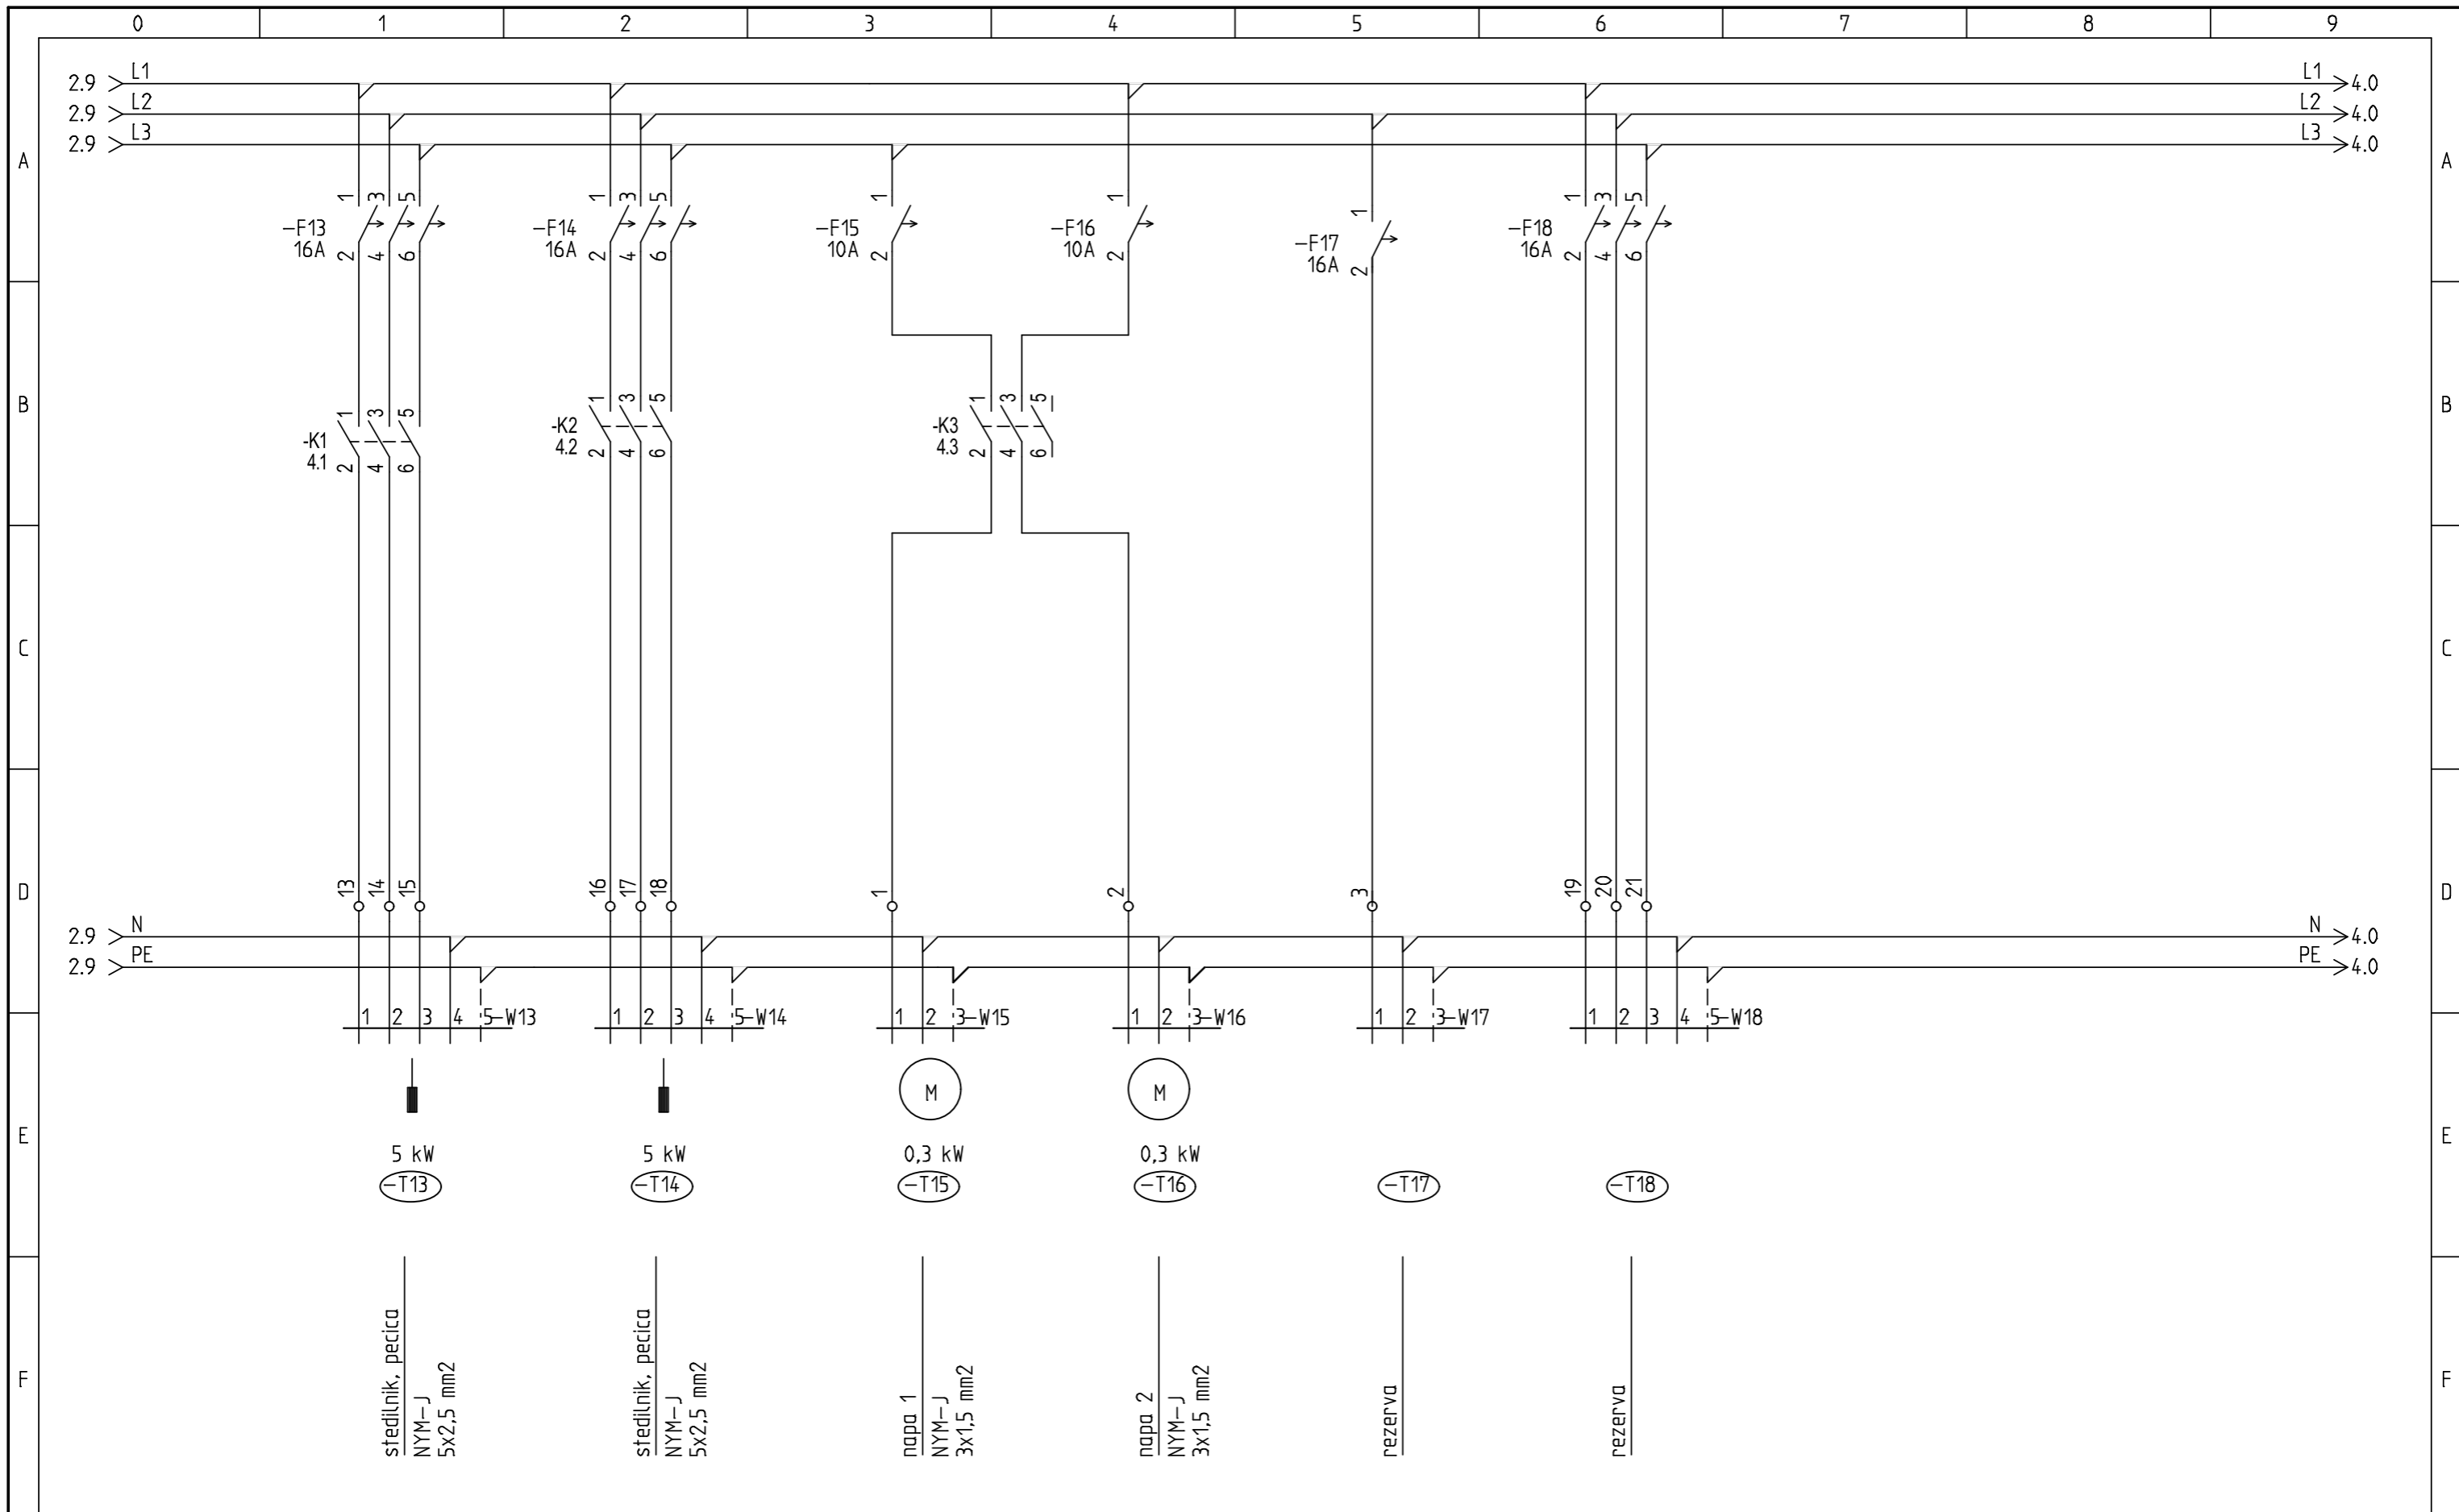 0 1 2 3 4 5 6 7 8 9
2.9 L1 L1 4.0
2.9 L2 L2 4.0
2.9 L3 L3 4.0
A A
1 3 5 1 3 5 1 1 1 1 3 5
-F13 -F14 -F15 -F16 -F17 -F18
16A 16A 10A 10A 16A 16A
2 4 6 2 4 6 2 2 2 2 4 6
B B
1 3 5 1 3 5 1 3 5
-K1 -K2 -K3
4.1 4.2 4.3
2 4 6 2 4 6 2 4 6
C C
D D
13 14 15 16 17 18 1 2 3 19 20 21
2.9 N N 4.0
2.9 PE PE 4.0
1 2 3 4 5-W13 1 2 3 4 5-W14 1 2 3-W15 1 2 3-W16 1 2 3-W17 1 2 3 4 5-W18
M M
E E
5 kW 5 kW 0,3 kW 0,3 kW
-T13 -T14 -T15 -T16 -T17 -T18
F F
stedilnik, pecica
NYM-J
5x2,5 mm2
stedilnik, pecica
NYM-J
5x2,5 mm2
napa 1
NYM-J
3x1,5 mm2
napa 2
NYM-J
3x1,5 mm2
rezerva
rezerva